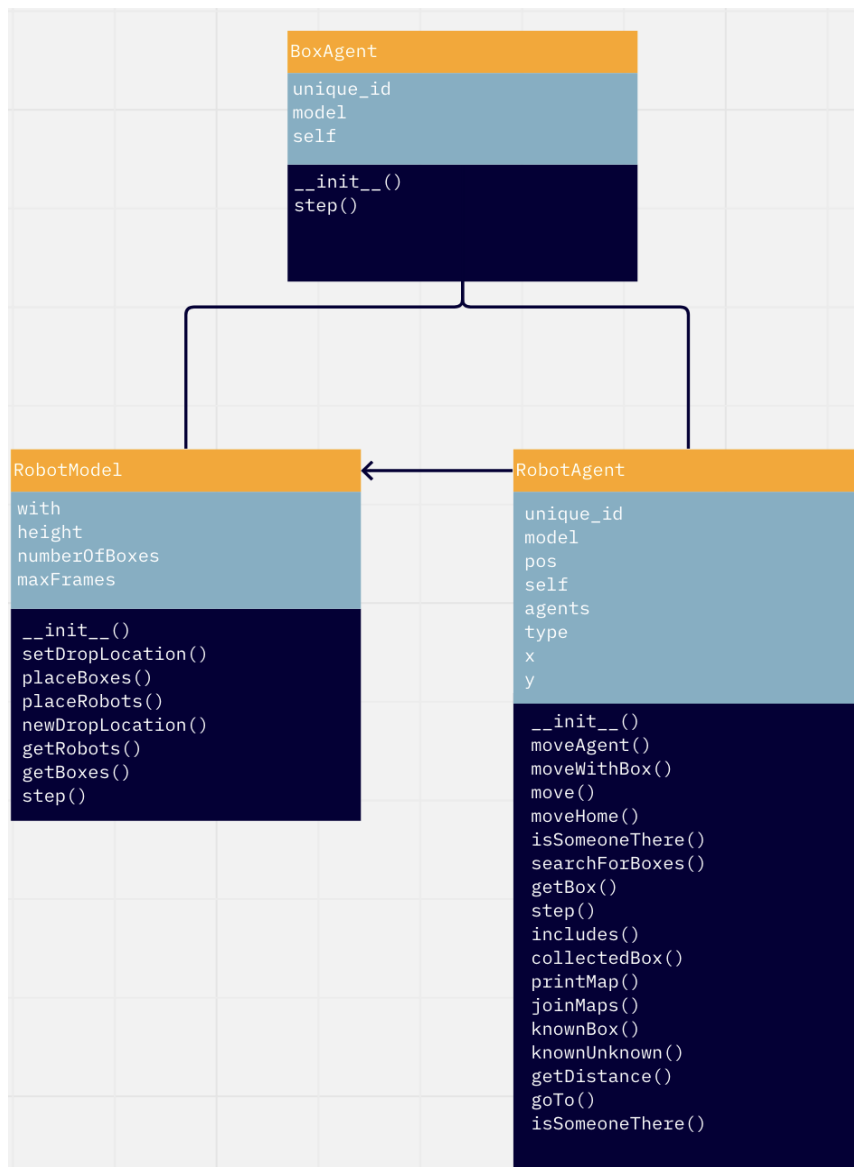 BoxAgent
unique_id
model
self
__init__()
step()
RobotModel
with
height
numberOfBoxes
maxFrames
__init__()
setDropLocation()
placeBoxes()
placeRobots()
newDropLocation()
getRobots()
getBoxes()
step()
RobotAgent
unique_id
model
pos
self
agents
type
x
y
__init__()
moveAgent()
moveWithBox()
move()
moveHome()
isSomeoneThere()
searchForBoxes()
getBox()
step()
includes()
collectedBox()
printMap()
joinMaps()
knownBox()
knownUnknown()
getDistance()
goTo()
isSomeoneThere()